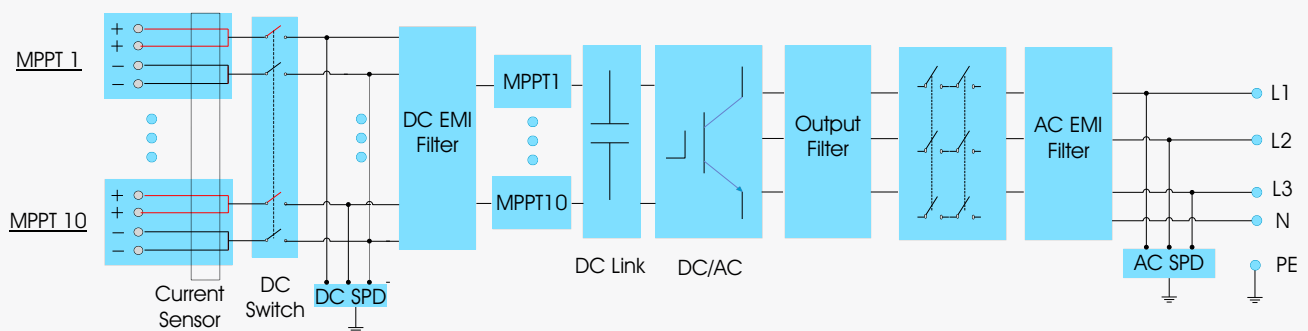 MPPT 1
+
+
−
−
MPPT 10
+
+
−
−
Current
Sensor
DC
Switch
DC SPD
DC EMI
Filter
MPPT1
MPPT10
DC Link
DC/AC
Output
Filter
AC EMI
Filter
AC SPD
L1
L2
L3
N
PE